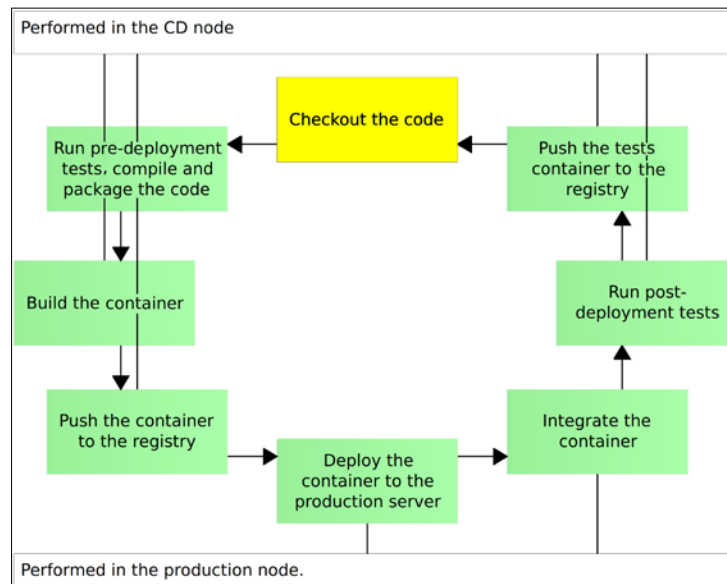 Performed in the CD node
Checkout the code
Run pre-deployment
tests, compile and
package the code
Push the tests
container to the
registry
Build the container
Run post-
deployment tests
Push the container
to the registry
Integrate the
container
Deploy the
container to the
production server
Performed in the production node.